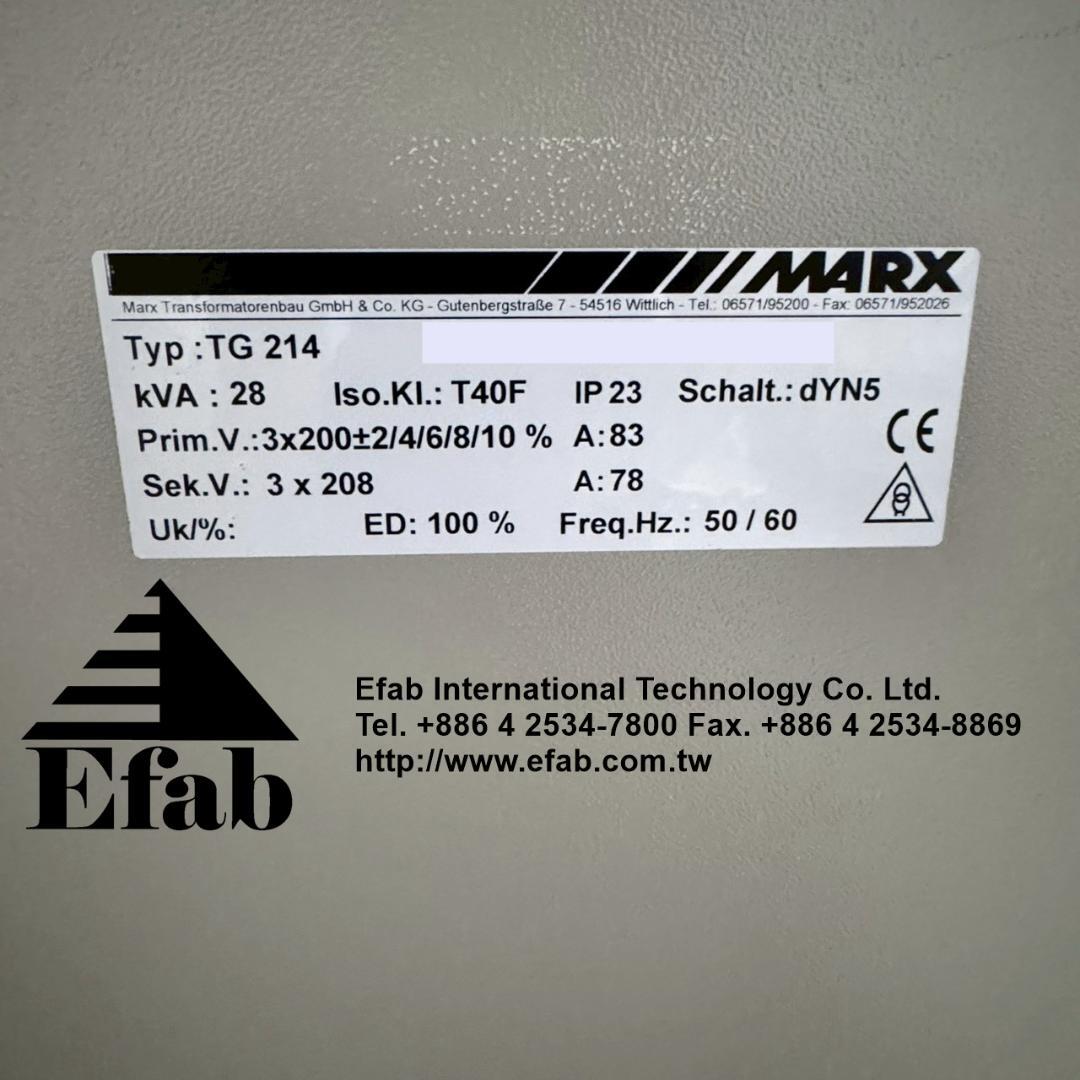 MARX
Marx Transformatorenbau GmbH & Co. KG - Gutenbergstraße 7 - 54516 Wittlich - Tel.: 06571/95200 - Fax: 06571/952026
Typ :TG 214
kVA : 28 Iso.Kl.: T40F IP 23 Schalt.: dYN5
Prim.V.:3x200±2/4/6/8/10 % A:83
CE
Sek.V.: 3 x 208 A:78
Uk/%: ED: 100 % Freq.Hz.: 50 / 60
Efab International Technology Co. Ltd.
Tel. +886 4 2534-7800 Fax. +886 4 2534-8869
http://www.efab.com.tw
Efab